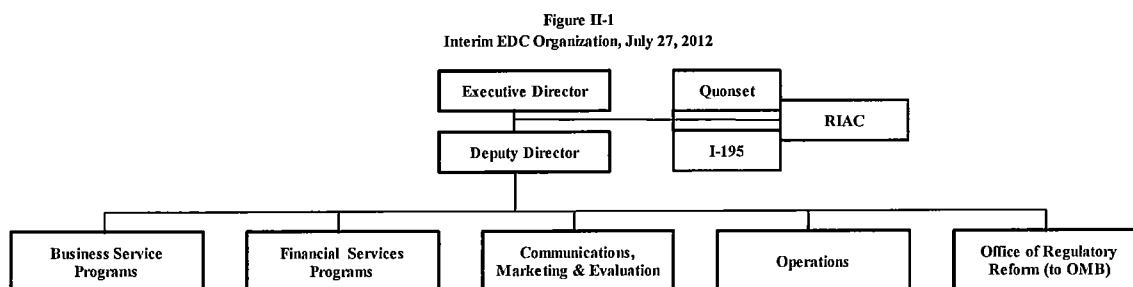 Figure II-1
Interim EDC Organization, July 27, 2012
Executive Director
Quonset
RIAC
Deputy Director
I-195
Business Service
Programs
Financial Services
Programs
Communications,
Marketing & Evaluation
Operations
Office of Regulatory
Reform (to OMB)